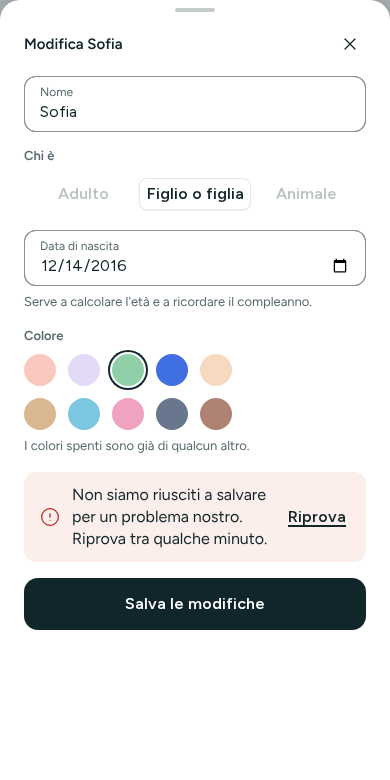 Modifica Sofia
Nome
Sofia
Chi è
Adulto
Figlio o figlia
Animale
Data di nascita
12/14/2016
Serve a calcolare l'età e a ricordare il compleanno.
Colore
I colori spenti sono già di qualcun altro.
Non siamo riusciti a salvare
per un problema nostro.
Riprova tra qualche minuto.
Riprova
Salva le modifiche